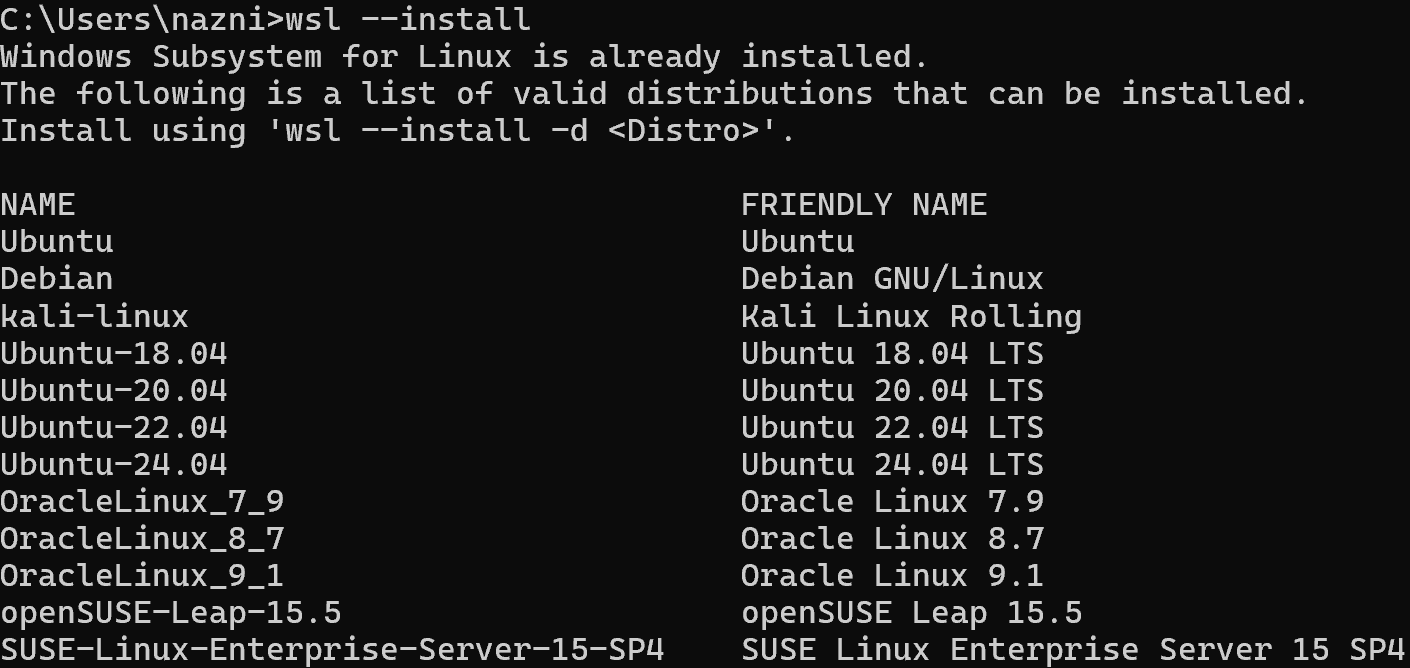 C:\Users\nazni>wsl --install
Windows Subsystem for Linux is already installed.
The following is a list of valid distributions that can be installed.
Install using 'wsl --install -d <Distro>'.

NAME                                   FRIENDLY NAME
Ubuntu                                 Ubuntu
Debian                                 Debian GNU/Linux
kali-linux                             Kali Linux Rolling
Ubuntu-18.04                           Ubuntu 18.04 LTS
Ubuntu-20.04                           Ubuntu 20.04 LTS
Ubuntu-22.04                           Ubuntu 22.04 LTS
Ubuntu-24.04                           Ubuntu 24.04 LTS
OracleLinux_7_9                        Oracle Linux 7.9
OracleLinux_8_7                        Oracle Linux 8.7
OracleLinux_9_1                        Oracle Linux 9.1
openSUSE-Leap-15.5                     openSUSE Leap 15.5
SUSE-Linux-Enterprise-Server-15-SP4    SUSE Linux Enterprise Server 15 SP4